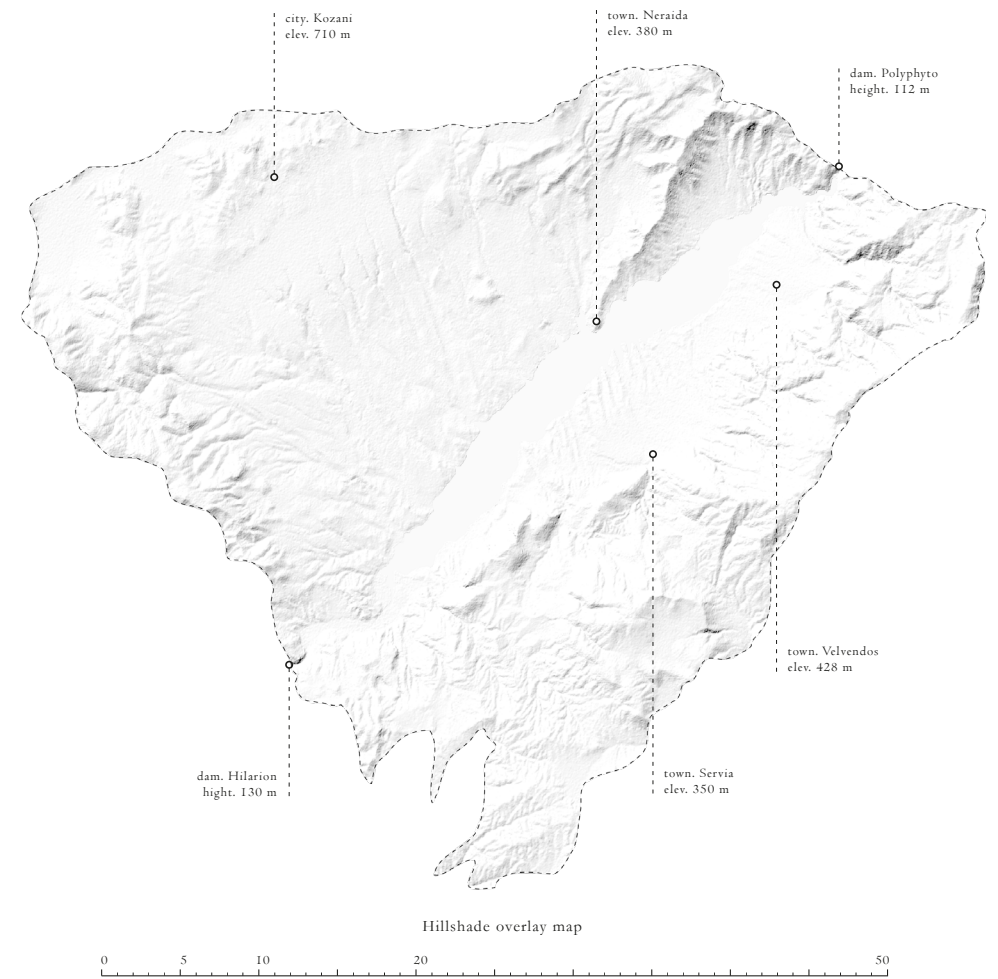 city. Kozani
elev. 710 m
town. Neraida
elev. 380 m
dam. Polyphyto
height. 112 m
town. Velvendos
elev. 428 m
dam. Hilarion
hight. 130 m
town. Servia
elev. 350 m
Hillshade overlay map
0 5 10 20 50